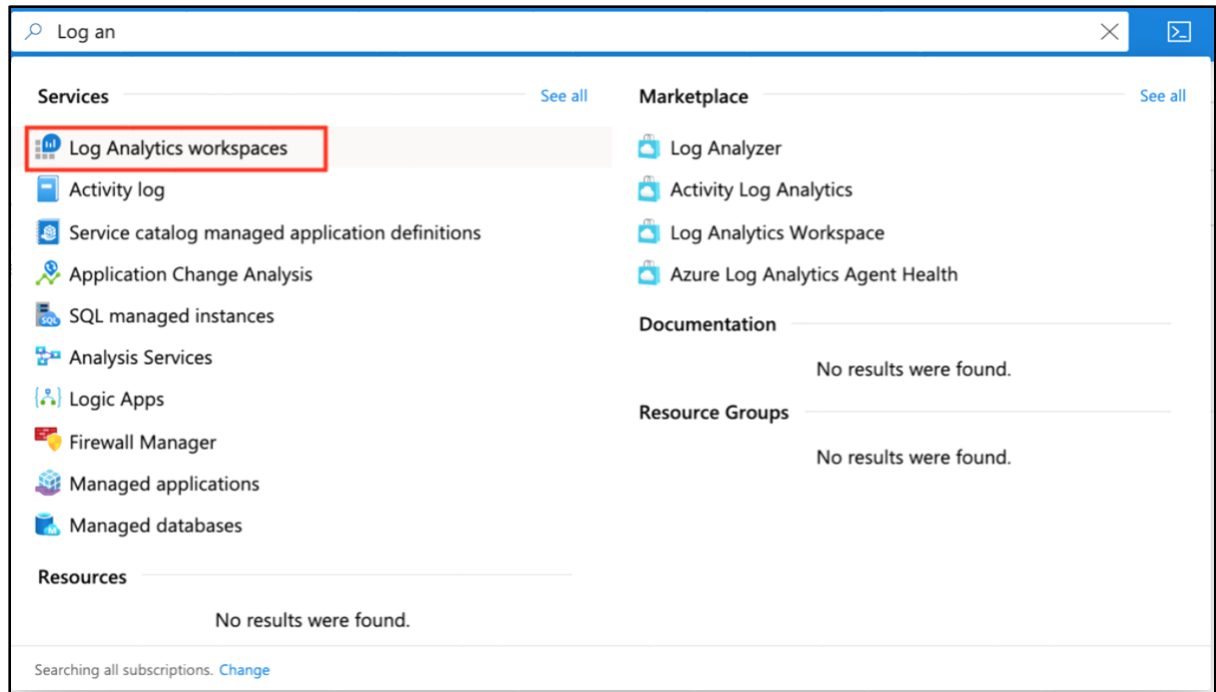 Log an
Services
See all
Log Analytics workspaces
Activity log
Service catalog managed application definitions
Application Change Analysis
SQL managed instances
Analysis Services
Logic Apps
Firewall Manager
Managed applications
Managed databases
Resources
No results were found.
Marketplace
See all
Log Analyzer
Activity Log Analytics
Log Analytics Workspace
Azure Log Analytics Agent Health
Documentation
No results were found.
Resource Groups
No results were found.
Searching all subscriptions. Change